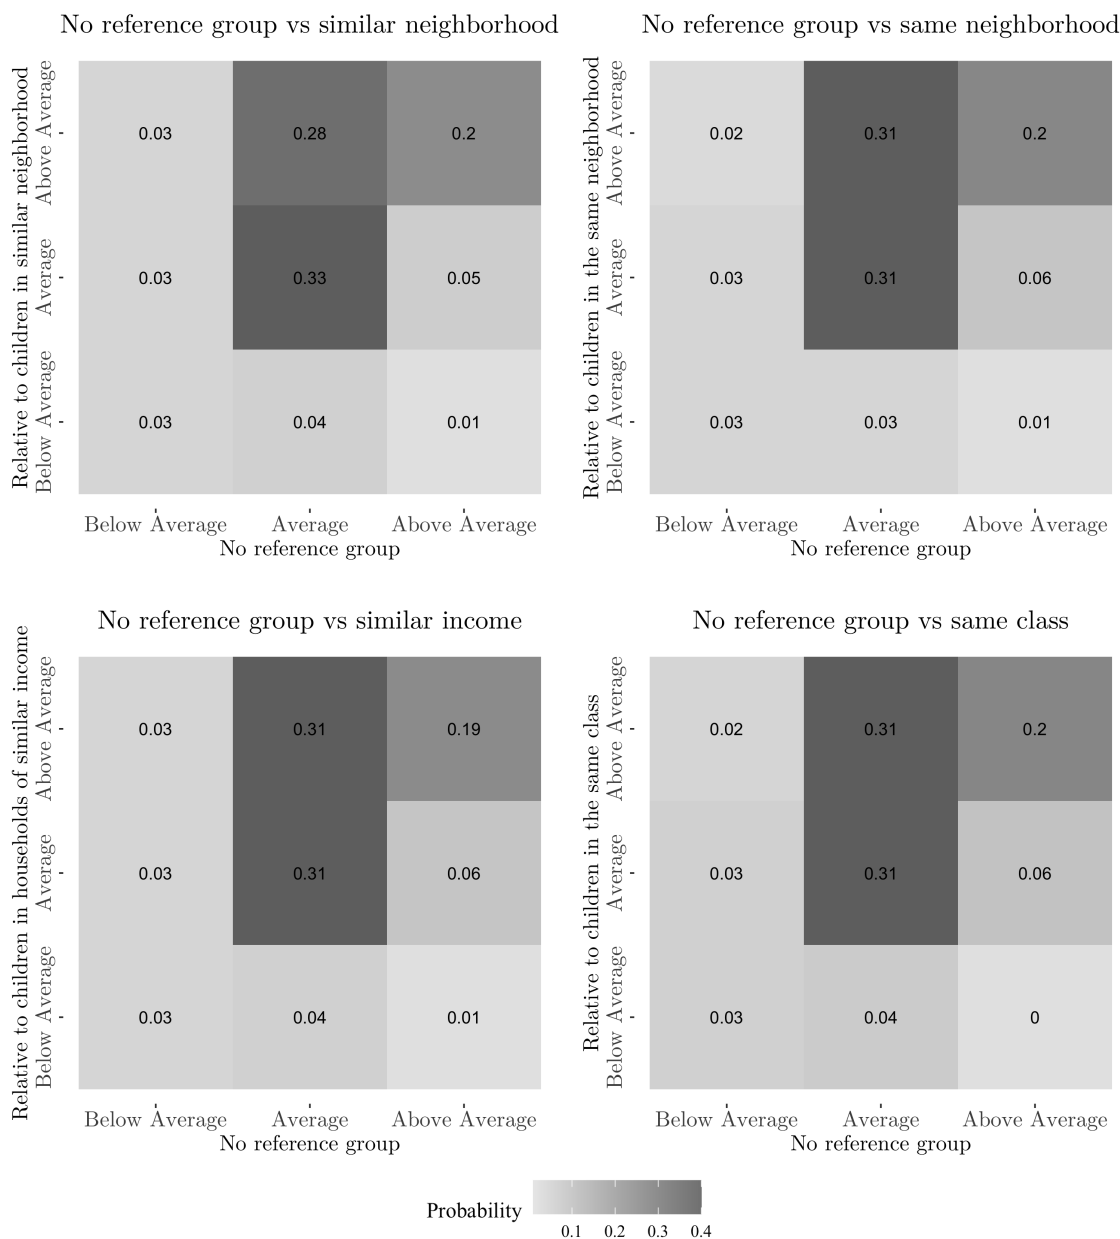 No reference group vs similar neighborhood
Relative to children in similar neighborhood
Above Average
0.03 0.28 0.2
Average
0.03 0.33 0.05
Below Average
0.03 0.04 0.01
Below Average Average Above Average
No reference group
No reference group vs same neighborhood
Relative to children in the same neighborhood
Above Average
0.02 0.31 0.2
Average
0.03 0.31 0.06
Below Average
0.03 0.03 0.01
Below Average Average Above Average
No reference group
No reference group vs similar income
Relative to children in households of similar income
Above Average
0.03 0.31 0.19
Average
0.03 0.31 0.06
Below Average
0.03 0.04 0.01
Below Average Average Above Average
No reference group
No reference group vs same class
Relative to children in the same class
Above Average
0.02 0.31 0.2
Average
0.03 0.31 0.06
Below Average
0.03 0.04 0
Below Average Average Above Average
No reference group
Probability
0.1 0.2 0.3 0.4